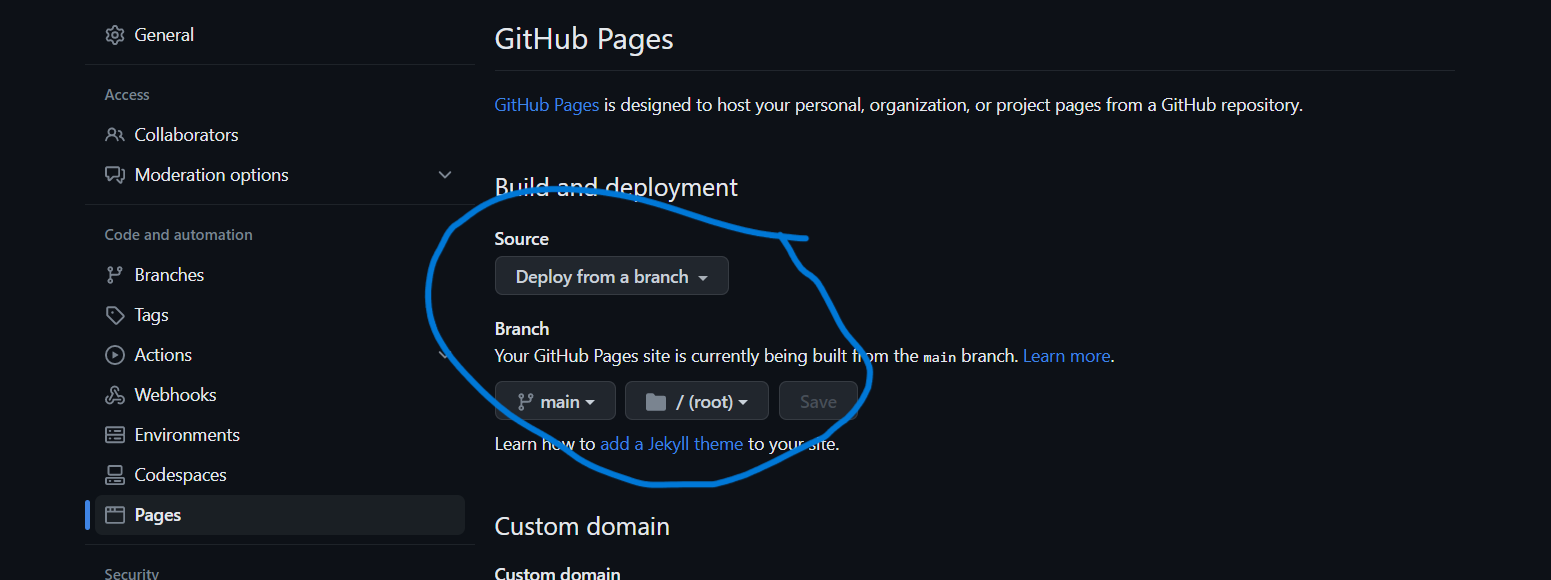 General
Access
Collaborators
Moderation options
Code and automation
Branches
Tags
Actions
Webhooks
Environments
Codespaces
Pages
Security
GitHub Pages
GitHub Pages is designed to host your personal, organization, or project pages from a GitHub repository.
Build and deployment
Source
Deploy from a branch
Branch
Your GitHub Pages site is currently being built from the main branch. Learn more.
main / (root) Save
Learn how to add a Jekyll theme to your site.
Custom domain
Custom domain